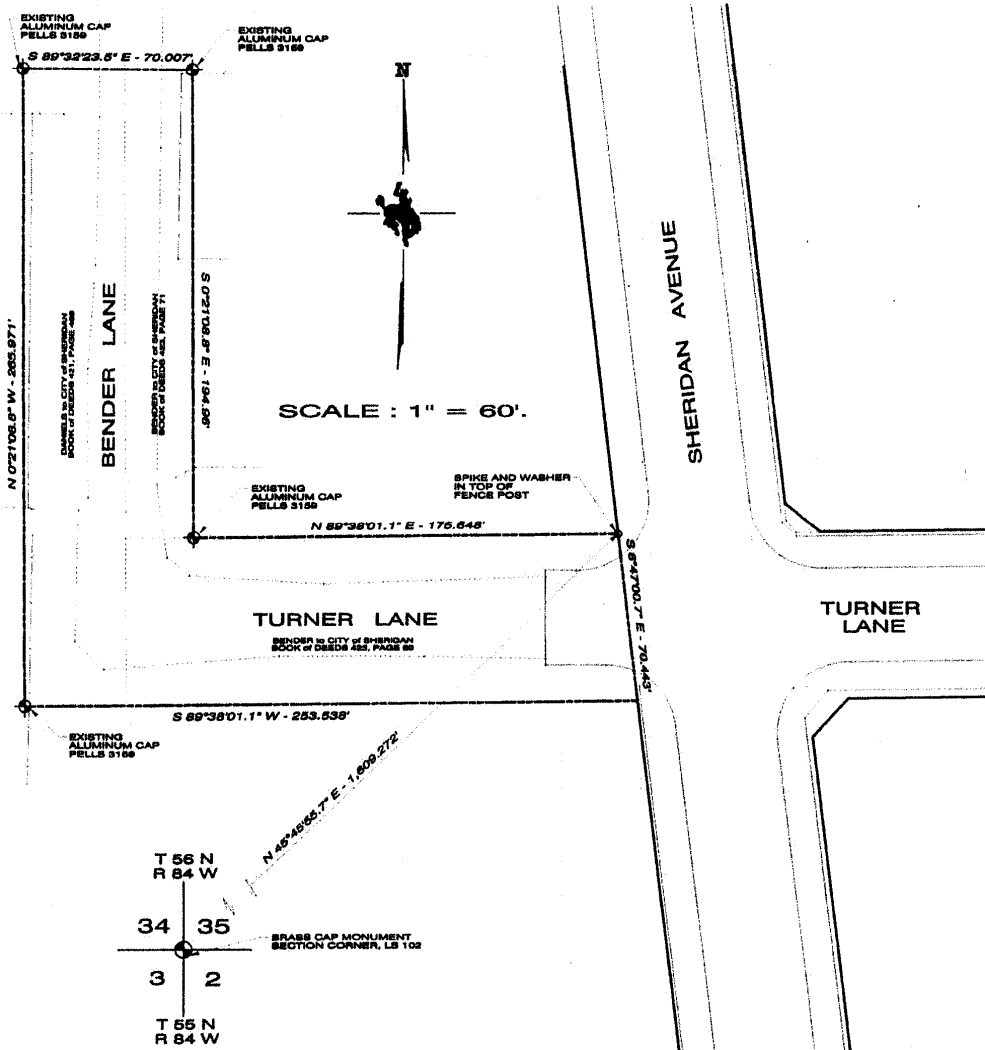 EXISTING
ALUMINUM CAP
PELLS 3159
EXISTING
ALUMINUM CAP
PELLS 3159
S 89°32'23.5" E - 70.007'
N
N 0°21'08.8" W - 265.971'
DANIELS to CITY of SHERIDAN
BOOK of DEEDS 421, PAGE 468
BENDER LANE
BENDER to CITY of SHERIDAN
BOOK of DEEDS 423, PAGE 71
S 0°21'08.8" E - 194.96'
SHERIDAN AVENUE
SCALE : 1" = 60'.
EXISTING
ALUMINUM CAP
PELLS 3159
SPIKE AND WASHER
IN TOP OF
FENCE POST
N 89°38'01.1" E - 175.648'
S 6°47'00.7" E - 70.443'
TURNER LANE
BENDER to CITY of SHERIDAN
BOOK of DEEDS 423, PAGE 69
TURNER
LANE
S 89°38'01.1" W - 253.538'
EXISTING
ALUMINUM CAP
PELLS 3159
N 45°45'55.7" E - 1,609.272'
T 56 N
R 84 W
34 35
BRASS CAP MONUMENT
SECTION CORNER, LS 102
3 2
T 55 N
R 84 W